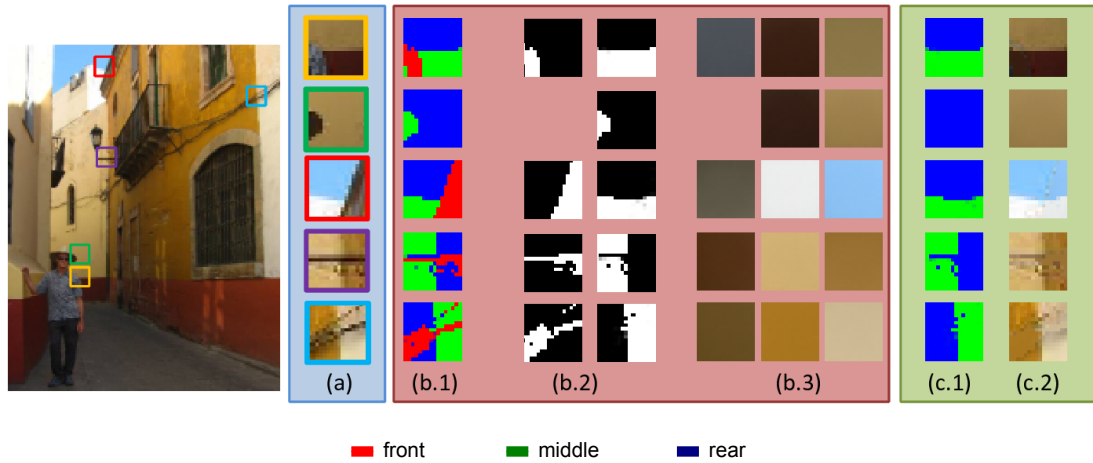 (a) (b.1) (b.2) (b.3) (c.1) (c.2)
front middle rear